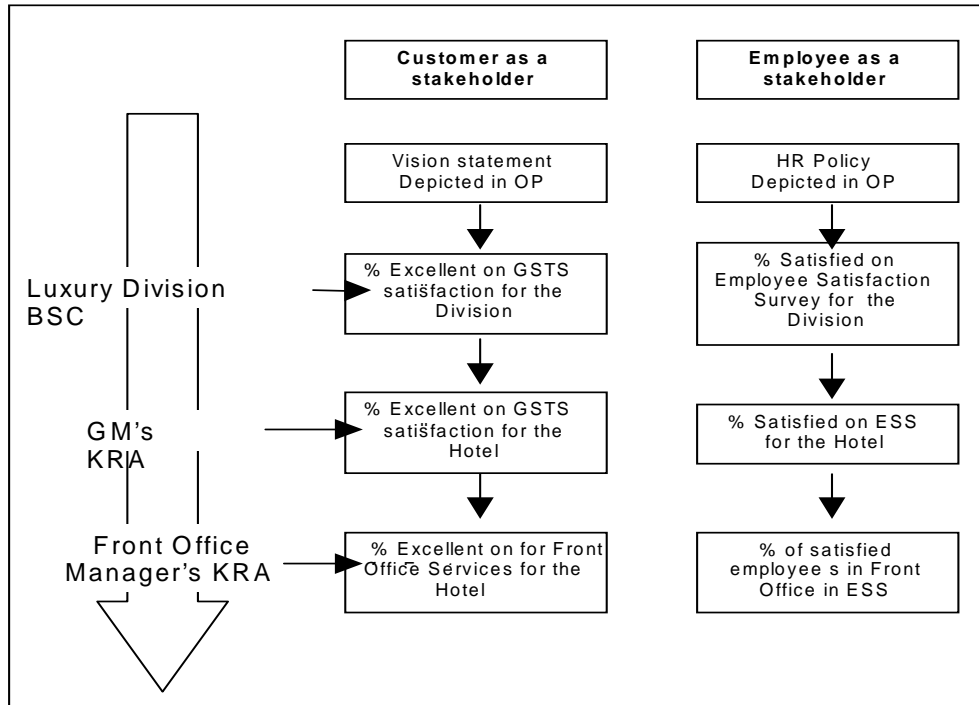 Customer as a
stakeholder
Employee as a
stakeholder
Vision statement
Depicted in OP
HR Policy
Depicted in OP
Luxury Division
BSC
% Excellent on GSTS
satisfaction for the
Division
% Satisfied on
Employee Satisfaction
Survey for the
Division
GM's
KRA
% Excellent on GSTS
satisfaction for the
Hotel
% Satisfied on ESS
for the Hotel
Front Office
Manager's KRA
% Excellent on for Front
Office Services for the
Hotel
% of satisfied
employee s in Front
Office in ESS